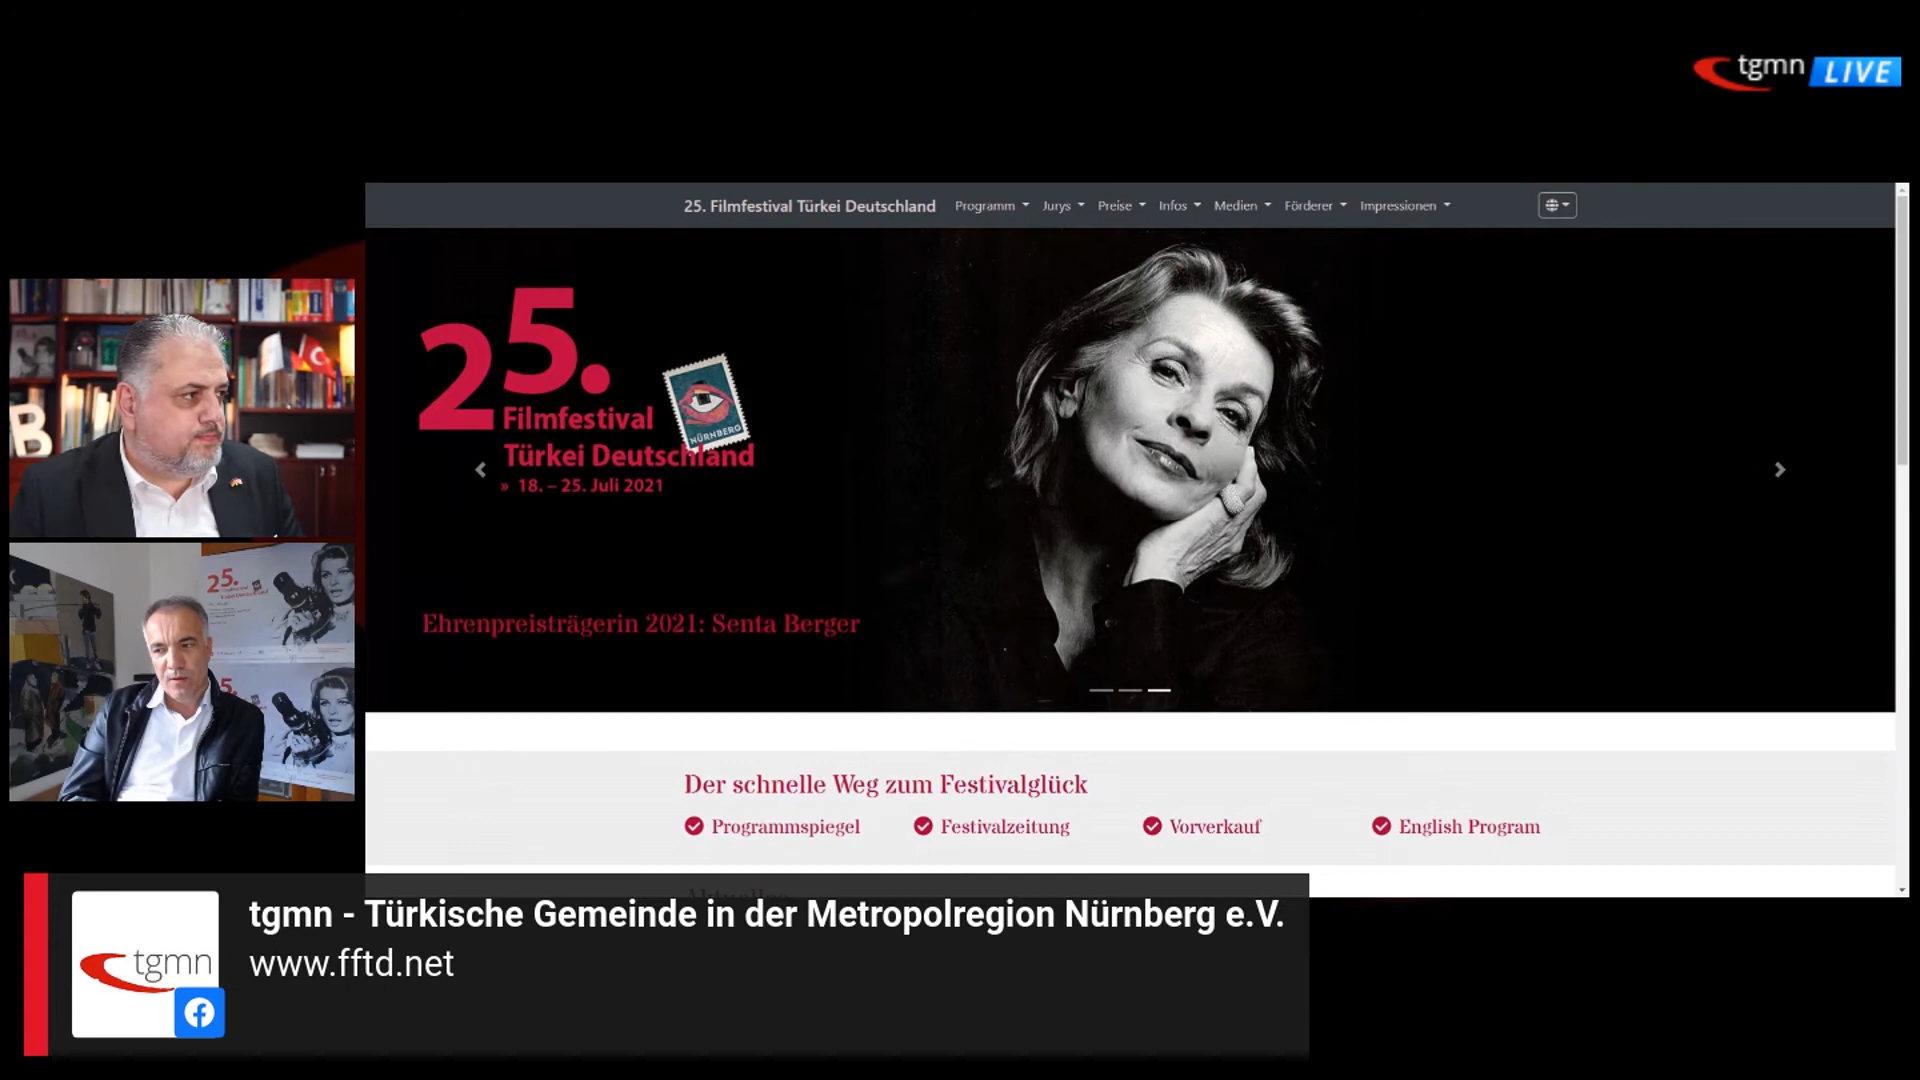 tgmn LIVE
25. Filmfestival Türkei Deutschland Programm Jurys Preise Infos Medien Förderer Impressionen
25.
Filmfestival
Türkei Deutschland
» 18. – 25. Juli 2021
NÜRNBERG
Ehrenpreisträgerin 2021: Senta Berger
B
25.
Der schnelle Weg zum Festivalglück
Programmspiegel Festivalzeitung Vorverkauf English Program
Aktuelles
tgmn
tgmn - Türkische Gemeinde in der Metropolregion Nürnberg e.V.
www.fftd.net